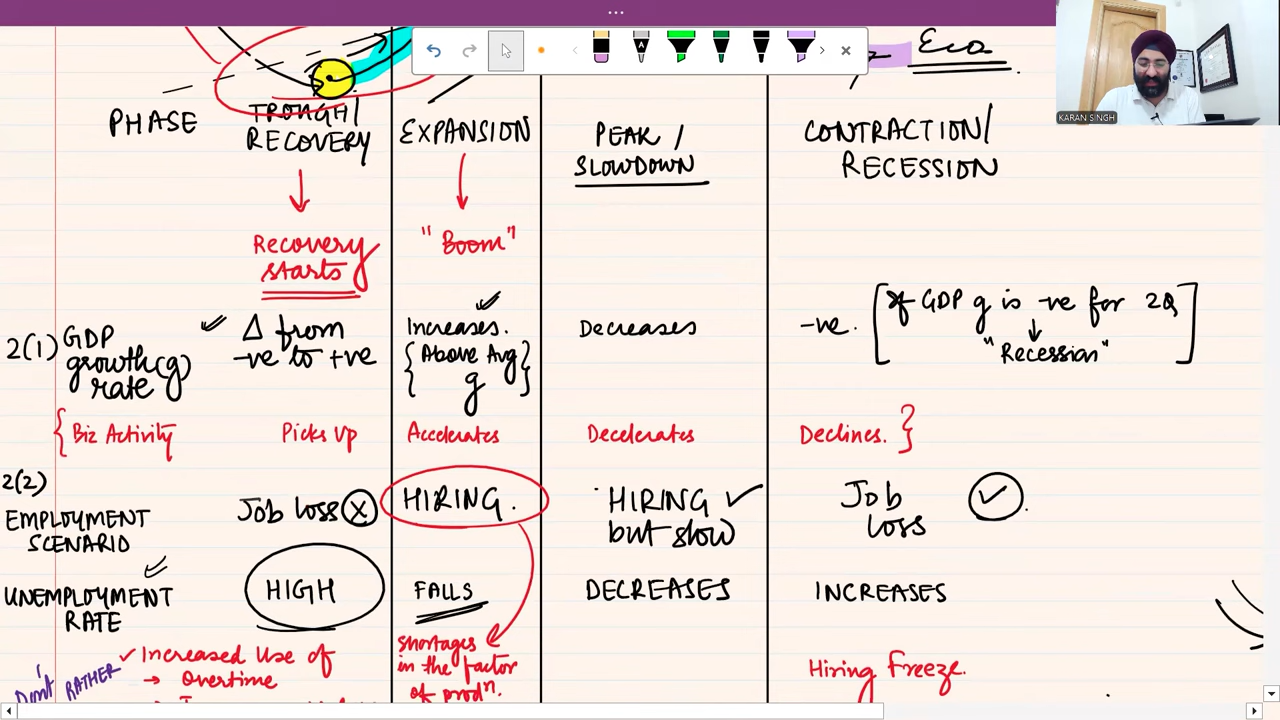 Eco
KARAN SINGH
PHASE
TROUGH/
RECOVERY
EXPANSION
PEAK /
SLOWDOWN
CONTRACTION/
RECESSION
Recovery
starts
"Boom"
2(1) GDP
growth(g)
rate
Δ from
-ve to +ve
Increases.
{Above Avg
g}
Decreases
-ve. [If GDP g is -ve for 2Q
↓
"Recession"]
{Biz Activity
Picks Up
Accelerates
Decelerates
Declines.}
2(2)
EMPLOYMENT
SCENARIO
Job loss X
HIRING.
HIRING ✓
but slow
Job
loss
✓
UNEMPLOYMENT
RATE
HIGH
FALLS
DECREASES
INCREASES
Don't RATHER
✓ Increased Use of
→ Overtime
Shortages
in the factor
of prodⁿ.
Hiring Freeze.